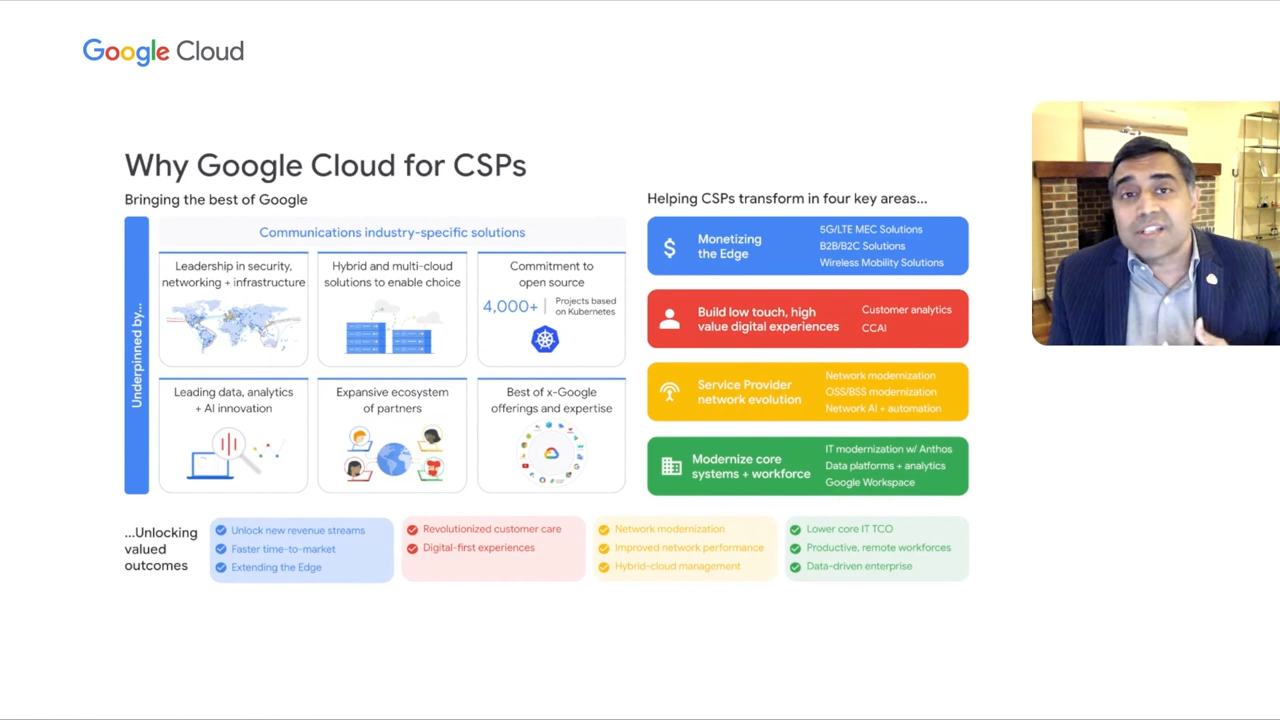 Google Cloud
Why Google Cloud for CSPs
Bringing the best of Google
Underpinned by...
Communications industry-specific solutions
Leadership in security,
networking + infrastructure
Hybrid and multi-cloud
solutions to enable choice
Commitment to
open source
4,000+
Projects based
on Kubernetes
Leading data, analytics
+ AI innovation
Expansive ecosystem
of partners
Best of x-Google
offerings and expertise
Helping CSPs transform in four key areas...
$
Monetizing
the Edge
5G/LTE MEC Solutions
B2B/B2C Solutions
Wireless Mobility Solutions
Build low touch, high
value digital experiences
Customer analytics
CCAI
Service Provider
network evolution
Network modernization
OSS/BSS modernization
Network AI + automation
Modernize core
systems + workforce
IT modernization w/ Anthos
Data platforms + analytics
Google Workspace
...Unlocking
valued
outcomes
Unlock new revenue streams
Faster time-to-market
Extending the Edge
Revolutionized customer care
Digital-first experiences
Network modernization
Improved network performance
Hybrid-cloud management
Lower core IT TCO
Productive, remote workforces
Data-driven enterprise